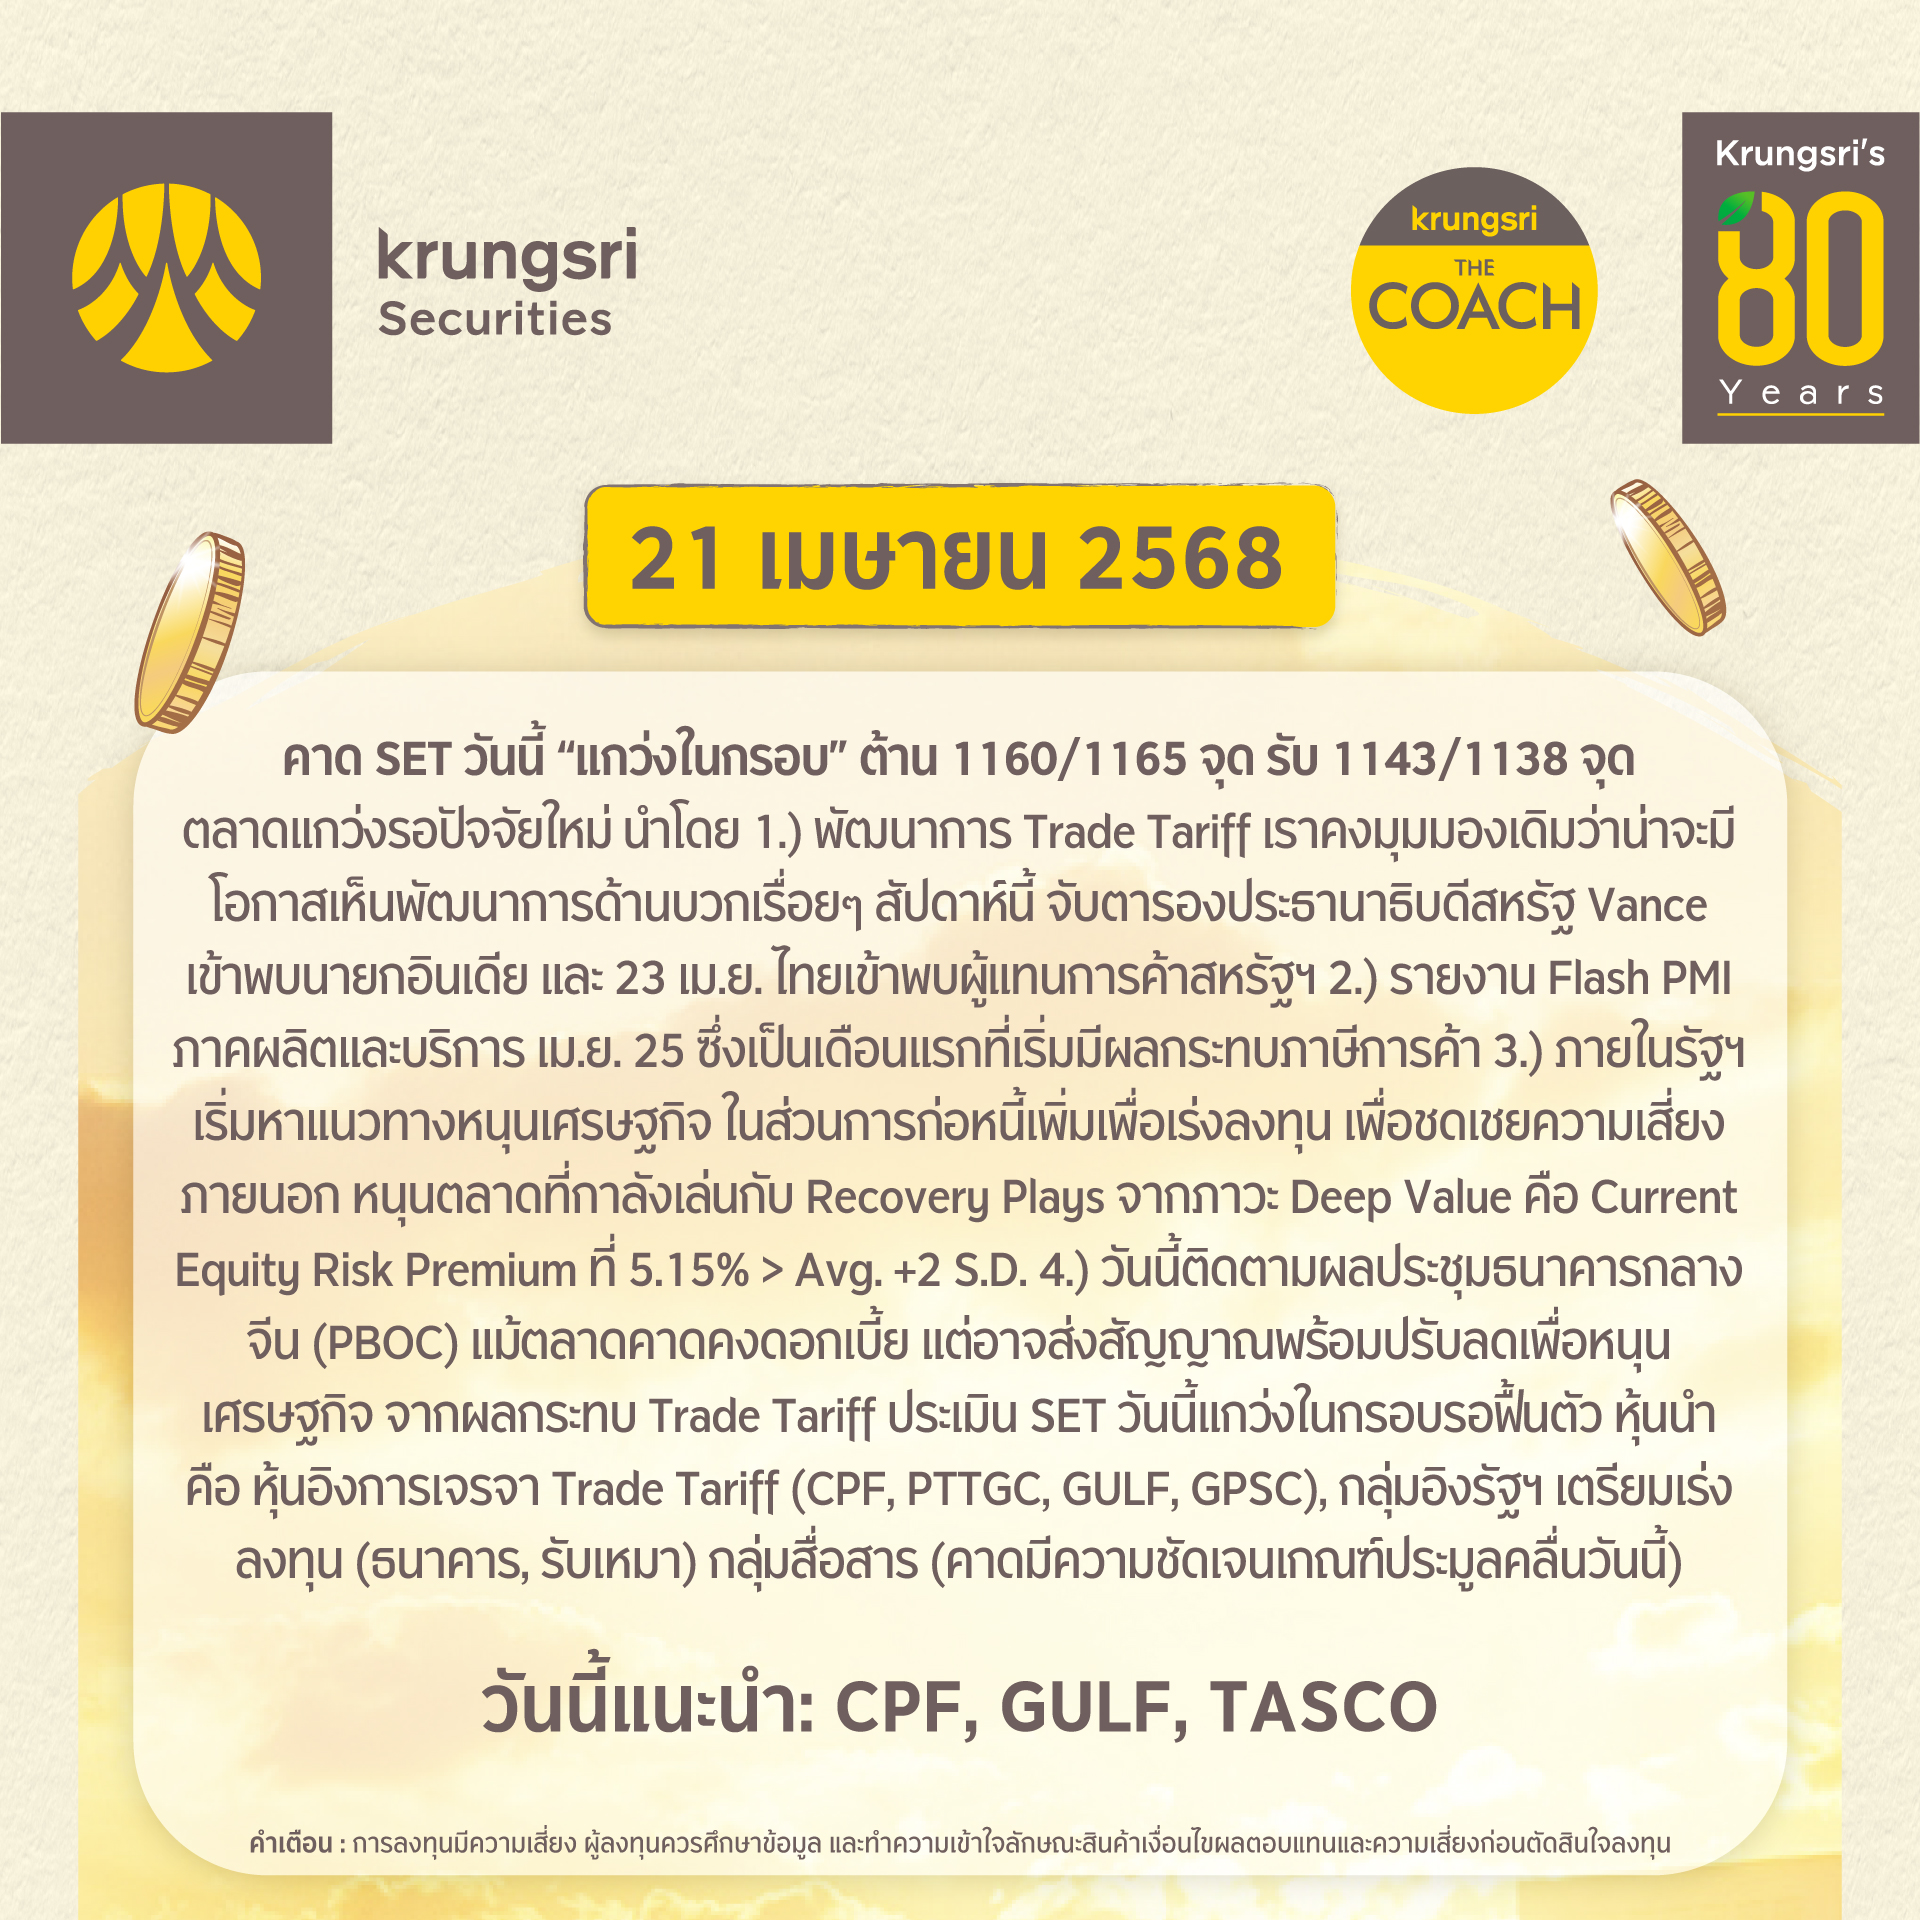 krungsri
Securities
krungsri
THE
COACH
Krungsri's
80
Years
21 เมษายน 2568
คาด SET วันนี้ “แกว่งในกรอบ” ต้าน 1160/1165 จุด รับ 1143/1138 จุด
ตลาดแกว่งรอปัจจัยใหม่ นำโดย 1.) พัฒนาการ Trade Tariff เราคงมุมมองเดิมว่าน่าจะมี
โอกาสเห็นพัฒนาการด้านบวกเรื่อยๆ สัปดาห์นี้ จับตารองประธานาธิบดีสหรัฐ Vance
เข้าพบนายกอินเดีย และ 23 เม.ย. ไทยเข้าพบผู้แทนการค้าสหรัฐฯ 2.) รายงาน Flash PMI
ภาคผลิตและบริการ เม.ย. 25 ซึ่งเป็นเดือนแรกที่เริ่มมีผลกระทบภาษีการค้า 3.) ภายในรัฐฯ
เริ่มหาแนวทางหนุนเศรษฐกิจ ในส่วนการก่อหนี้เพิ่มเพื่อเร่งลงทุน เพื่อชดเชยความเสี่ยง
ภายนอก หนุนตลาดที่กาลังเล่นกับ Recovery Plays จากภาวะ Deep Value คือ Current
Equity Risk Premium ที่ 5.15% > Avg. +2 S.D. 4.) วันนี้ติดตามผลประชุมธนาคารกลาง
จีน (PBOC) แม้ตลาดคาดคงดอกเบี้ย แต่อาจส่งสัญญาณพร้อมปรับลดเพื่อหนุน
เศรษฐกิจ จากผลกระทบ Trade Tariff ประเมิน SET วันนี้แกว่งในกรอบรอฟื้นตัว หุ้นนำ
คือ หุ้นอิงการเจรจา Trade Tariff (CPF, PTTGC, GULF, GPSC), กลุ่มอิงรัฐฯ เตรียมเร่ง
ลงทุน (ธนาคาร, รับเหมา) กลุ่มสื่อสาร (คาดมีความชัดเจนเกณฑ์ประมูลคลื่นวันนี้)
วันนี้แนะนำ: CPF, GULF, TASCO
คำเตือน : การลงทุนมีความเสี่ยง ผู้ลงทุนควรศึกษาข้อมูล และทำความเข้าใจลักษณะสินค้าเงื่อนไขผลตอบแทนและความเสี่ยงก่อนตัดสินใจลงทุน